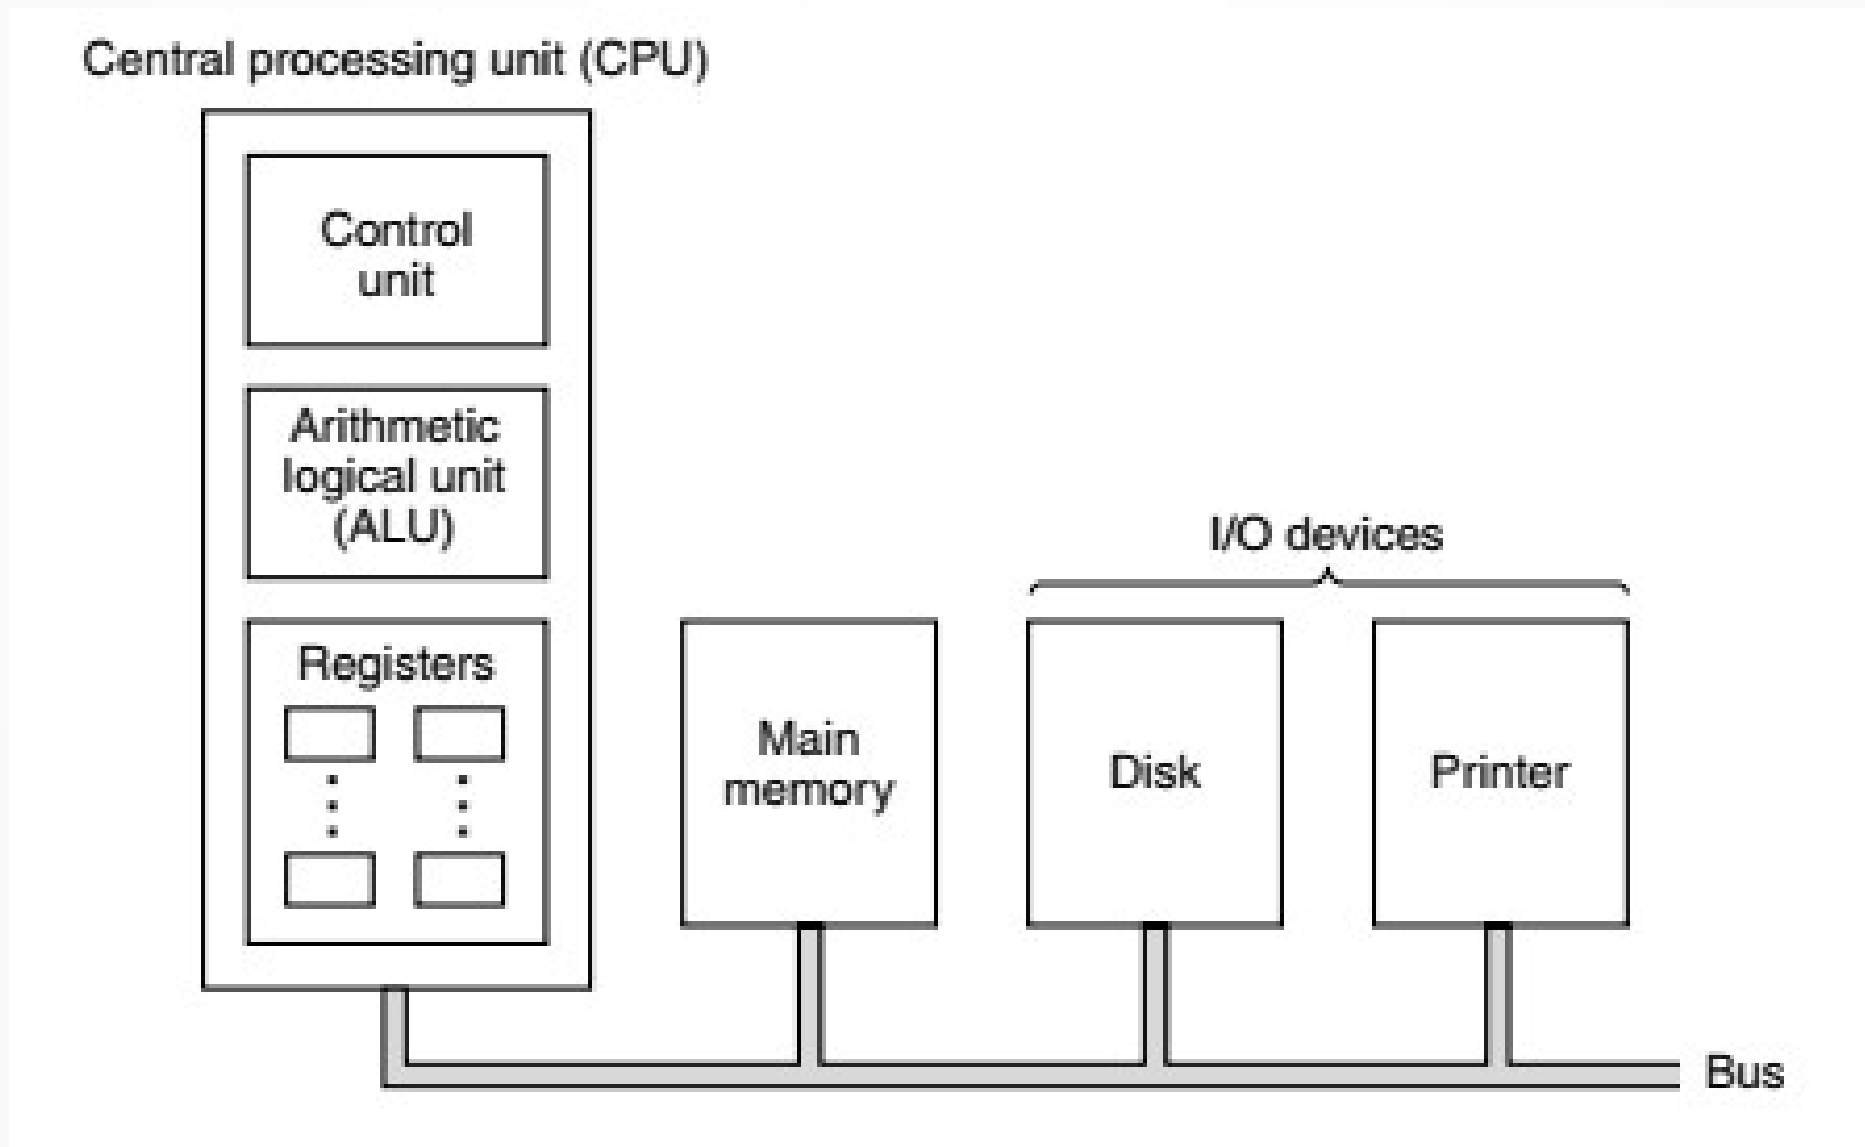 Central processing unit (CPU)
Control
unit
Arithmetic
logical unit
(ALU)
Registers
I/O devices
Main
memory
Disk
Printer
Bus